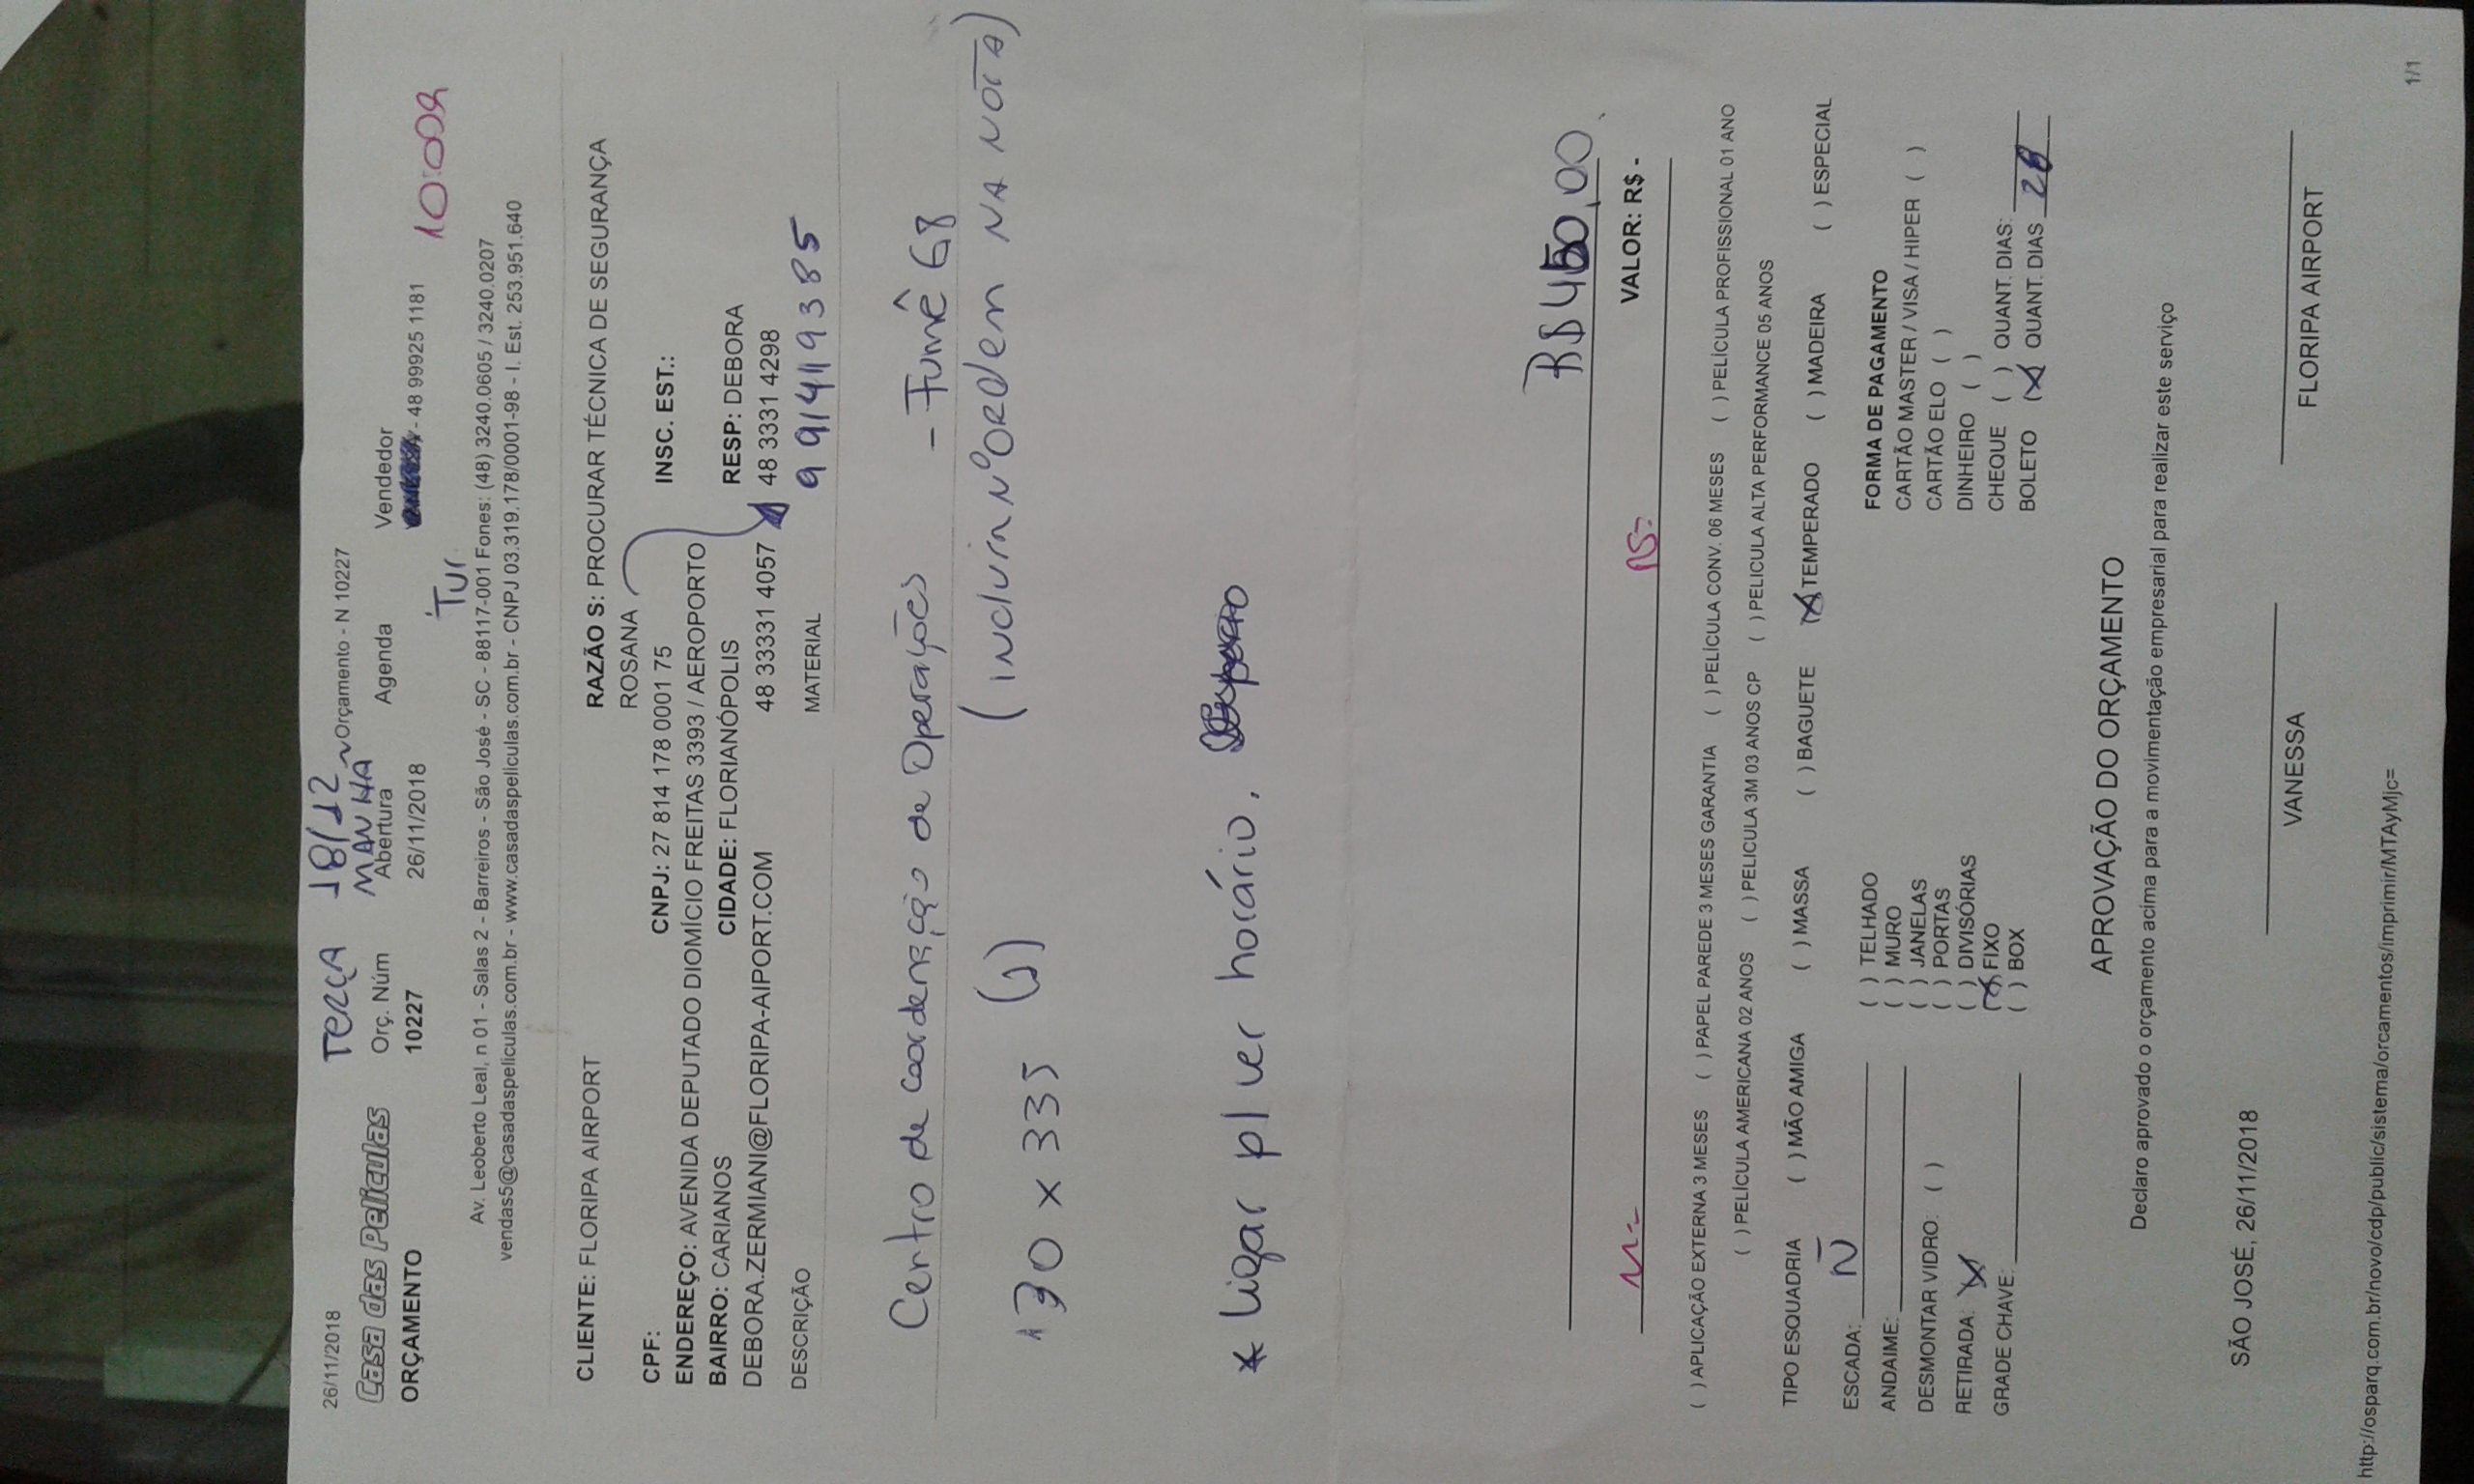 26/11/2018 TERÇA 18/12 Orçamento - N 10227
MANHÃ
Casa das Películas Orç. Núm Abertura Agenda Vendedor
ORÇAMENTO 10227 26/11/2018 - 48 99925 1181 10:00
Tur
Av. Leoberto Leal, n 01 - Salas 2 - Barreiros - São José - SC - 88117-001 Fones: (48) 3240.0605 / 3240.0207
vendas5@casadaspeliculas.com.br - www.casadaspeliculas.com.br - CNPJ 03.319.178/0001-98 - I. Est. 253.951.640
CLIENTE: FLORIPA AIRPORT RAZÃO S: PROCURAR TÉCNICA DE SEGURANÇA
ROSANA
CPF: CNPJ: 27 814 178 0001 75 INSC. EST.:
ENDEREÇO: AVENIDA DEPUTADO DIOMÍCIO FREITAS 3393 / AEROPORTO
BAIRRO: CARIANOS CIDADE: FLORIANÓPOLIS RESP: DEBORA
DEBORA.ZERMIANI@FLORIPA-AIPORT.COM 48 33331 4057 48 3331 4298
DESCRIÇÃO MATERIAL 9 91419385
Centro de Coordenação de Operações - Fumê G8
130 x 335 (1) (incluir nº ORdem NA NOTA)
* Ligar p/ ver horário.
R$ 450,00
N- VALOR: R$ -
( ) APLICAÇÃO EXTERNA 3 MESES ( ) PAPEL PAREDE 3 MESES GARANTIA ( ) PELÍCULA CONV. 06 MESES ( ) PELÍCULA PROFISSIONAL 01 ANO
( ) PELÍCULA AMERICANA 02 ANOS ( ) PELICULA 3M 03 ANOS CP ( ) PELICULA ALTA PERFORMANCE 05 ANOS
TIPO ESQUADRIA ( ) MÃO AMIGA ( ) MASSA ( ) BAGUETE (X) TEMPERADO ( ) MADEIRA ( ) ESPECIAL
ESCADA: N
ANDAIME:
DESMONTAR VIDRO: ( )
RETIRADA: X
GRADE CHAVE:
( ) TELHADO
( ) MURO
( ) JANELAS
( ) PORTAS
( ) DIVISÓRIAS
(X) FIXO
( ) BOX
FORMA DE PAGAMENTO
CARTÃO MASTER / VISA / HIPER ( )
CARTÃO ELO ( )
DINHEIRO ( )
CHEQUE ( ) QUANT. DIAS:
BOLETO (X) QUANT. DIAS 28
APROVAÇÃO DO ORÇAMENTO
Declaro aprovado o orçamento acima para a movimentação empresarial para realizar este serviço
SÃO JOSÉ, 26/11/2018
VANESSA FLORIPA AIRPORT
http://osparq.com.br/novo/cdp/public/sistema/orcamentos/imprimir/MTAyMjc= 1/1